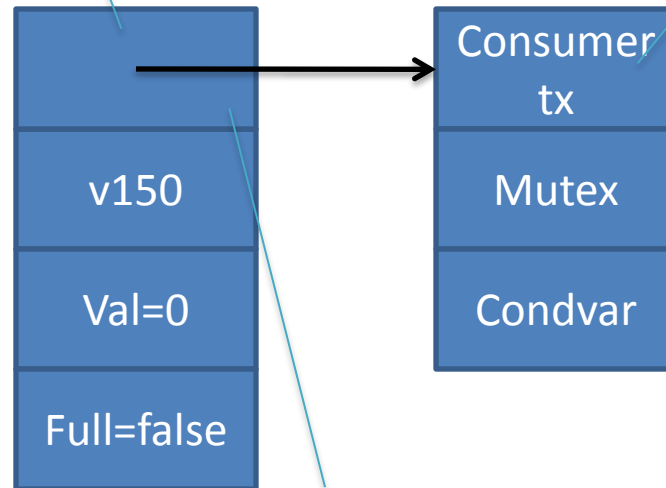 v150
Val=0
Full=false
Consumer
tx
Mutex
Condvar